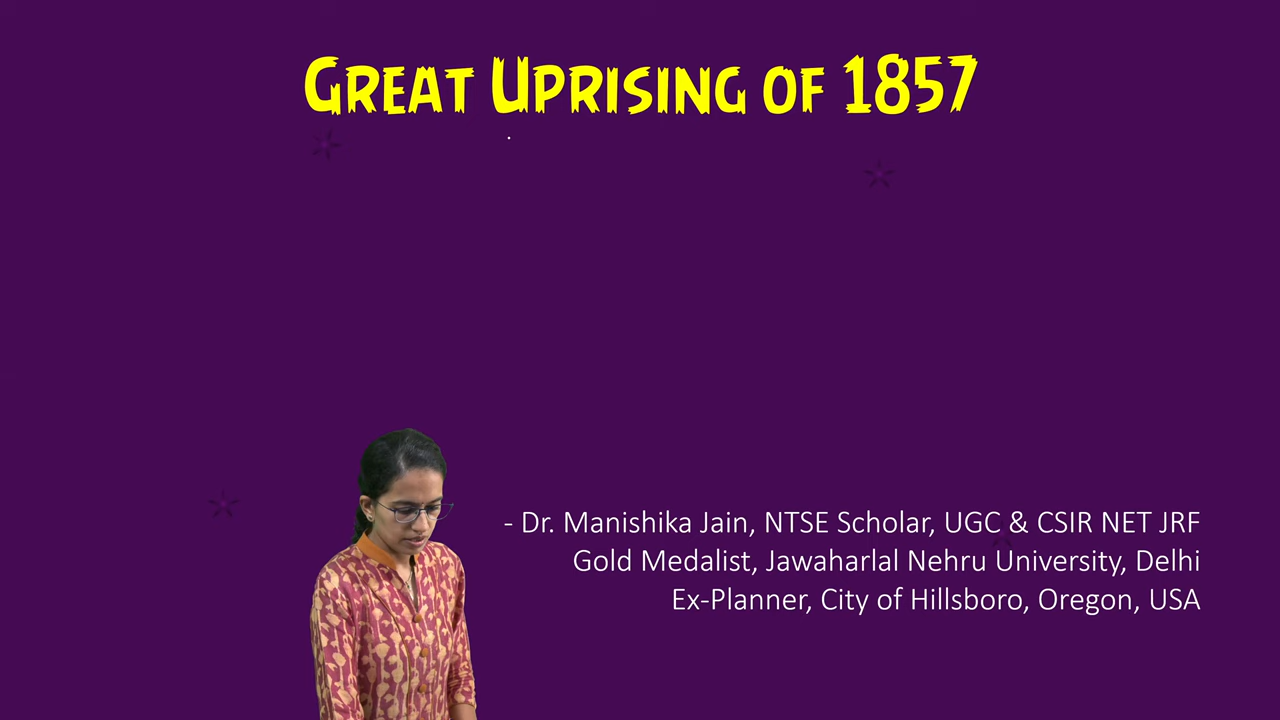 Great Uprising of 1857
- Dr. Manishika Jain, NTSE Scholar, UGC & CSIR NET JRF
Gold Medalist, Jawaharlal Nehru University, Delhi
Ex-Planner, City of Hillsboro, Oregon, USA